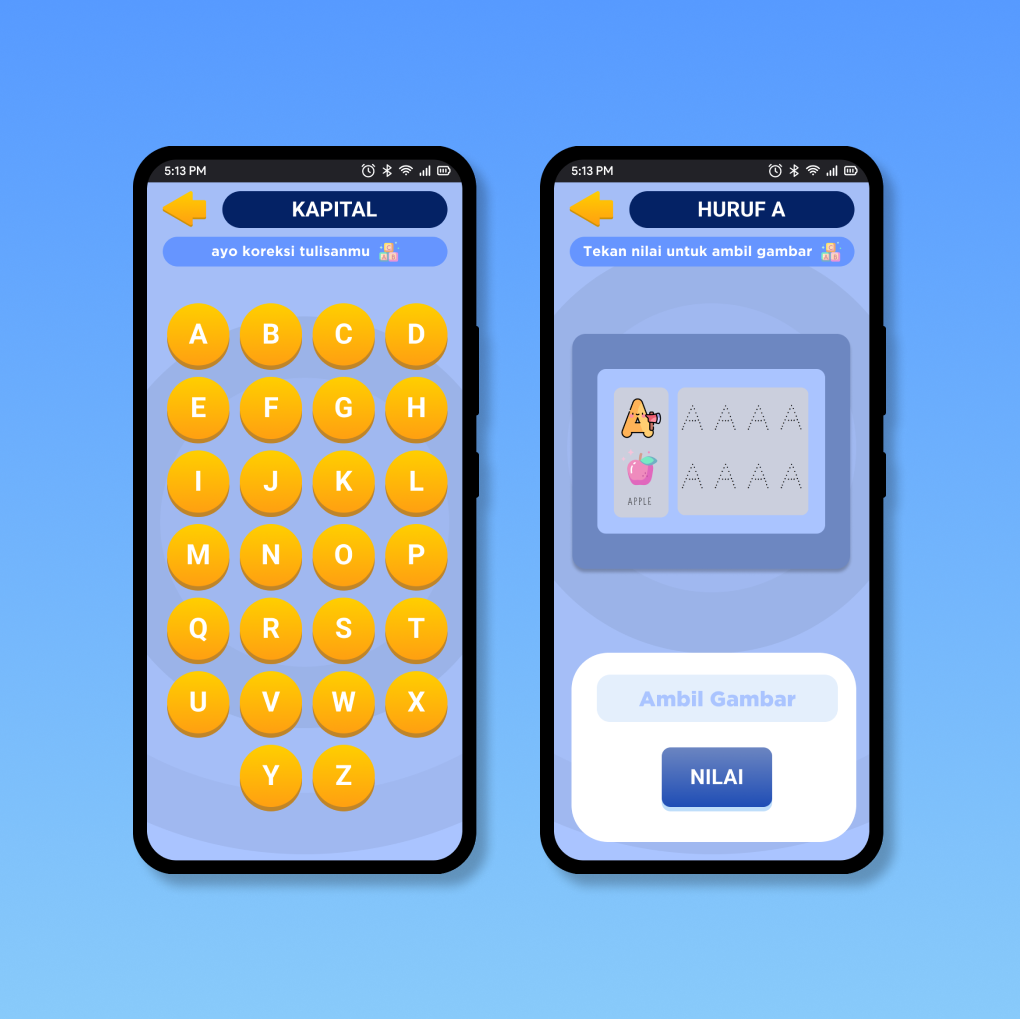 5:13 PM
KAPITAL
ayo koreksi tulisanmu
A B C D
E F G H
I J K L
M N O P
Q R S T
U V W X
Y Z
5:13 PM
HURUF A
Tekan nilai untuk ambil gambar
A
APPLE
A A A A
A A A A
Ambil Gambar
NILAI